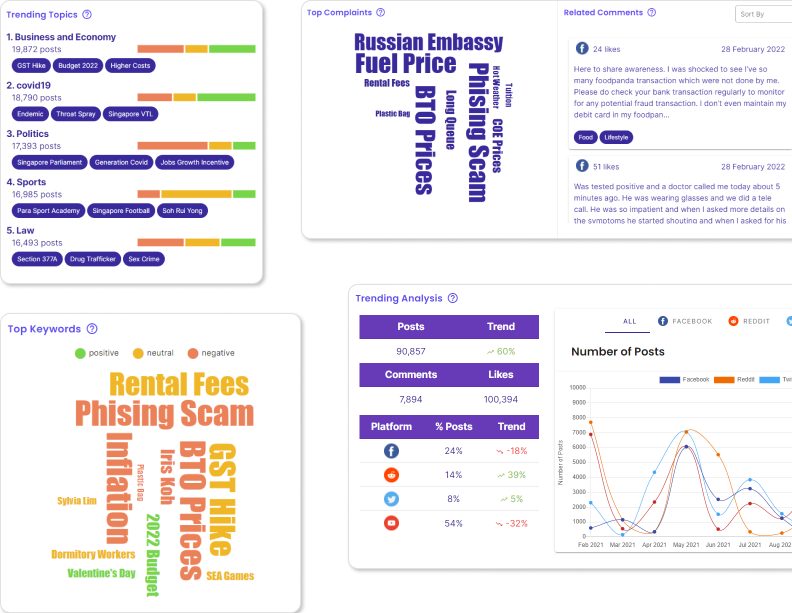 Trending Topics ?
1. Business and Economy
19,872 posts
GST Hike Budget 2022 Higher Costs
2. covid19
18,790 posts
Endemic Throat Spray Singapore VTL
3. Politics
17,393 posts
Singapore Parliament Generation Covid Jobs Growth Incentive
4. Sports
16,985 posts
Para Sport Academy Singapore Football Soh Rui Yong
5. Law
16,493 posts
Section 377A Drug Trafficker Sex Crime
Top Complaints ?
Russian Embassy
Fuel Price
Rental Fees
Plastic Bag
BTO Prices
Long Queue
Phising Scam
Hot Weather
COE Prices
Tuition
Related Comments ?
Sort By
24 likes 28 February 2022
Here to share awareness. I was shocked to see I've so
many foodpanda transaction which were not done by me.
Please do check your bank transaction regularly to monitor
for any potential fraud transaction. I don't even maintain my
debit card in my foodpan...
Food Lifestyle
51 likes 28 February 2022
Was tested positive and a doctor called me today about 5
minutes ago. He was wearing glasses and we did a tele
call. He was so impatient and when I asked more details on
the symptoms he started shouting and when I asked for his
Top Keywords ?
positive neutral negative
Rental Fees
Phising Scam
Inflation
Plastic Bag
Iris Koh
BTO Prices
GST Hike
Sylvia Lim
2022 Budget
Dormitory Workers
Valentine's Day
SEA Games
Trending Analysis ?
Posts Trend
90,857 60%
Comments Likes
7,894 100,394
Platform % Posts Trend
24% -18%
14% 39%
8% 5%
54% -32%
ALL FACEBOOK REDDIT
Number of Posts
Facebook Reddit Twi
Number of Posts
10000
9000
8000
7000
6000
5000
4000
3000
2000
1000
0
Feb 2021 Mar 2021 Apr 2021 May 2021 Jun 2021 Jul 2021 Aug 202